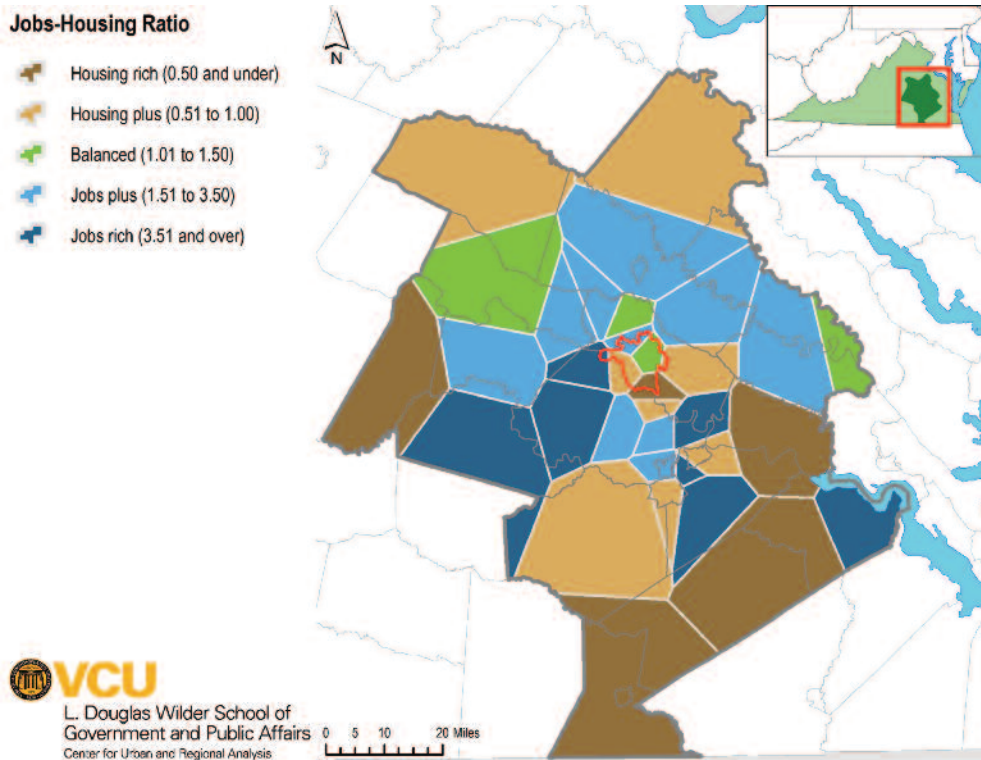 Jobs-Housing Ratio
Housing rich (0.50 and under)
Housing plus (0.51 to 1.00)
Balanced (1.01 to 1.50)
Jobs plus (1.51 to 3.50)
Jobs rich (3.51 and over)
N
VCU
L. Douglas Wilder School of
Government and Public Affairs
Center for Urban and Regional Analysis
0 5 10 20 Miles